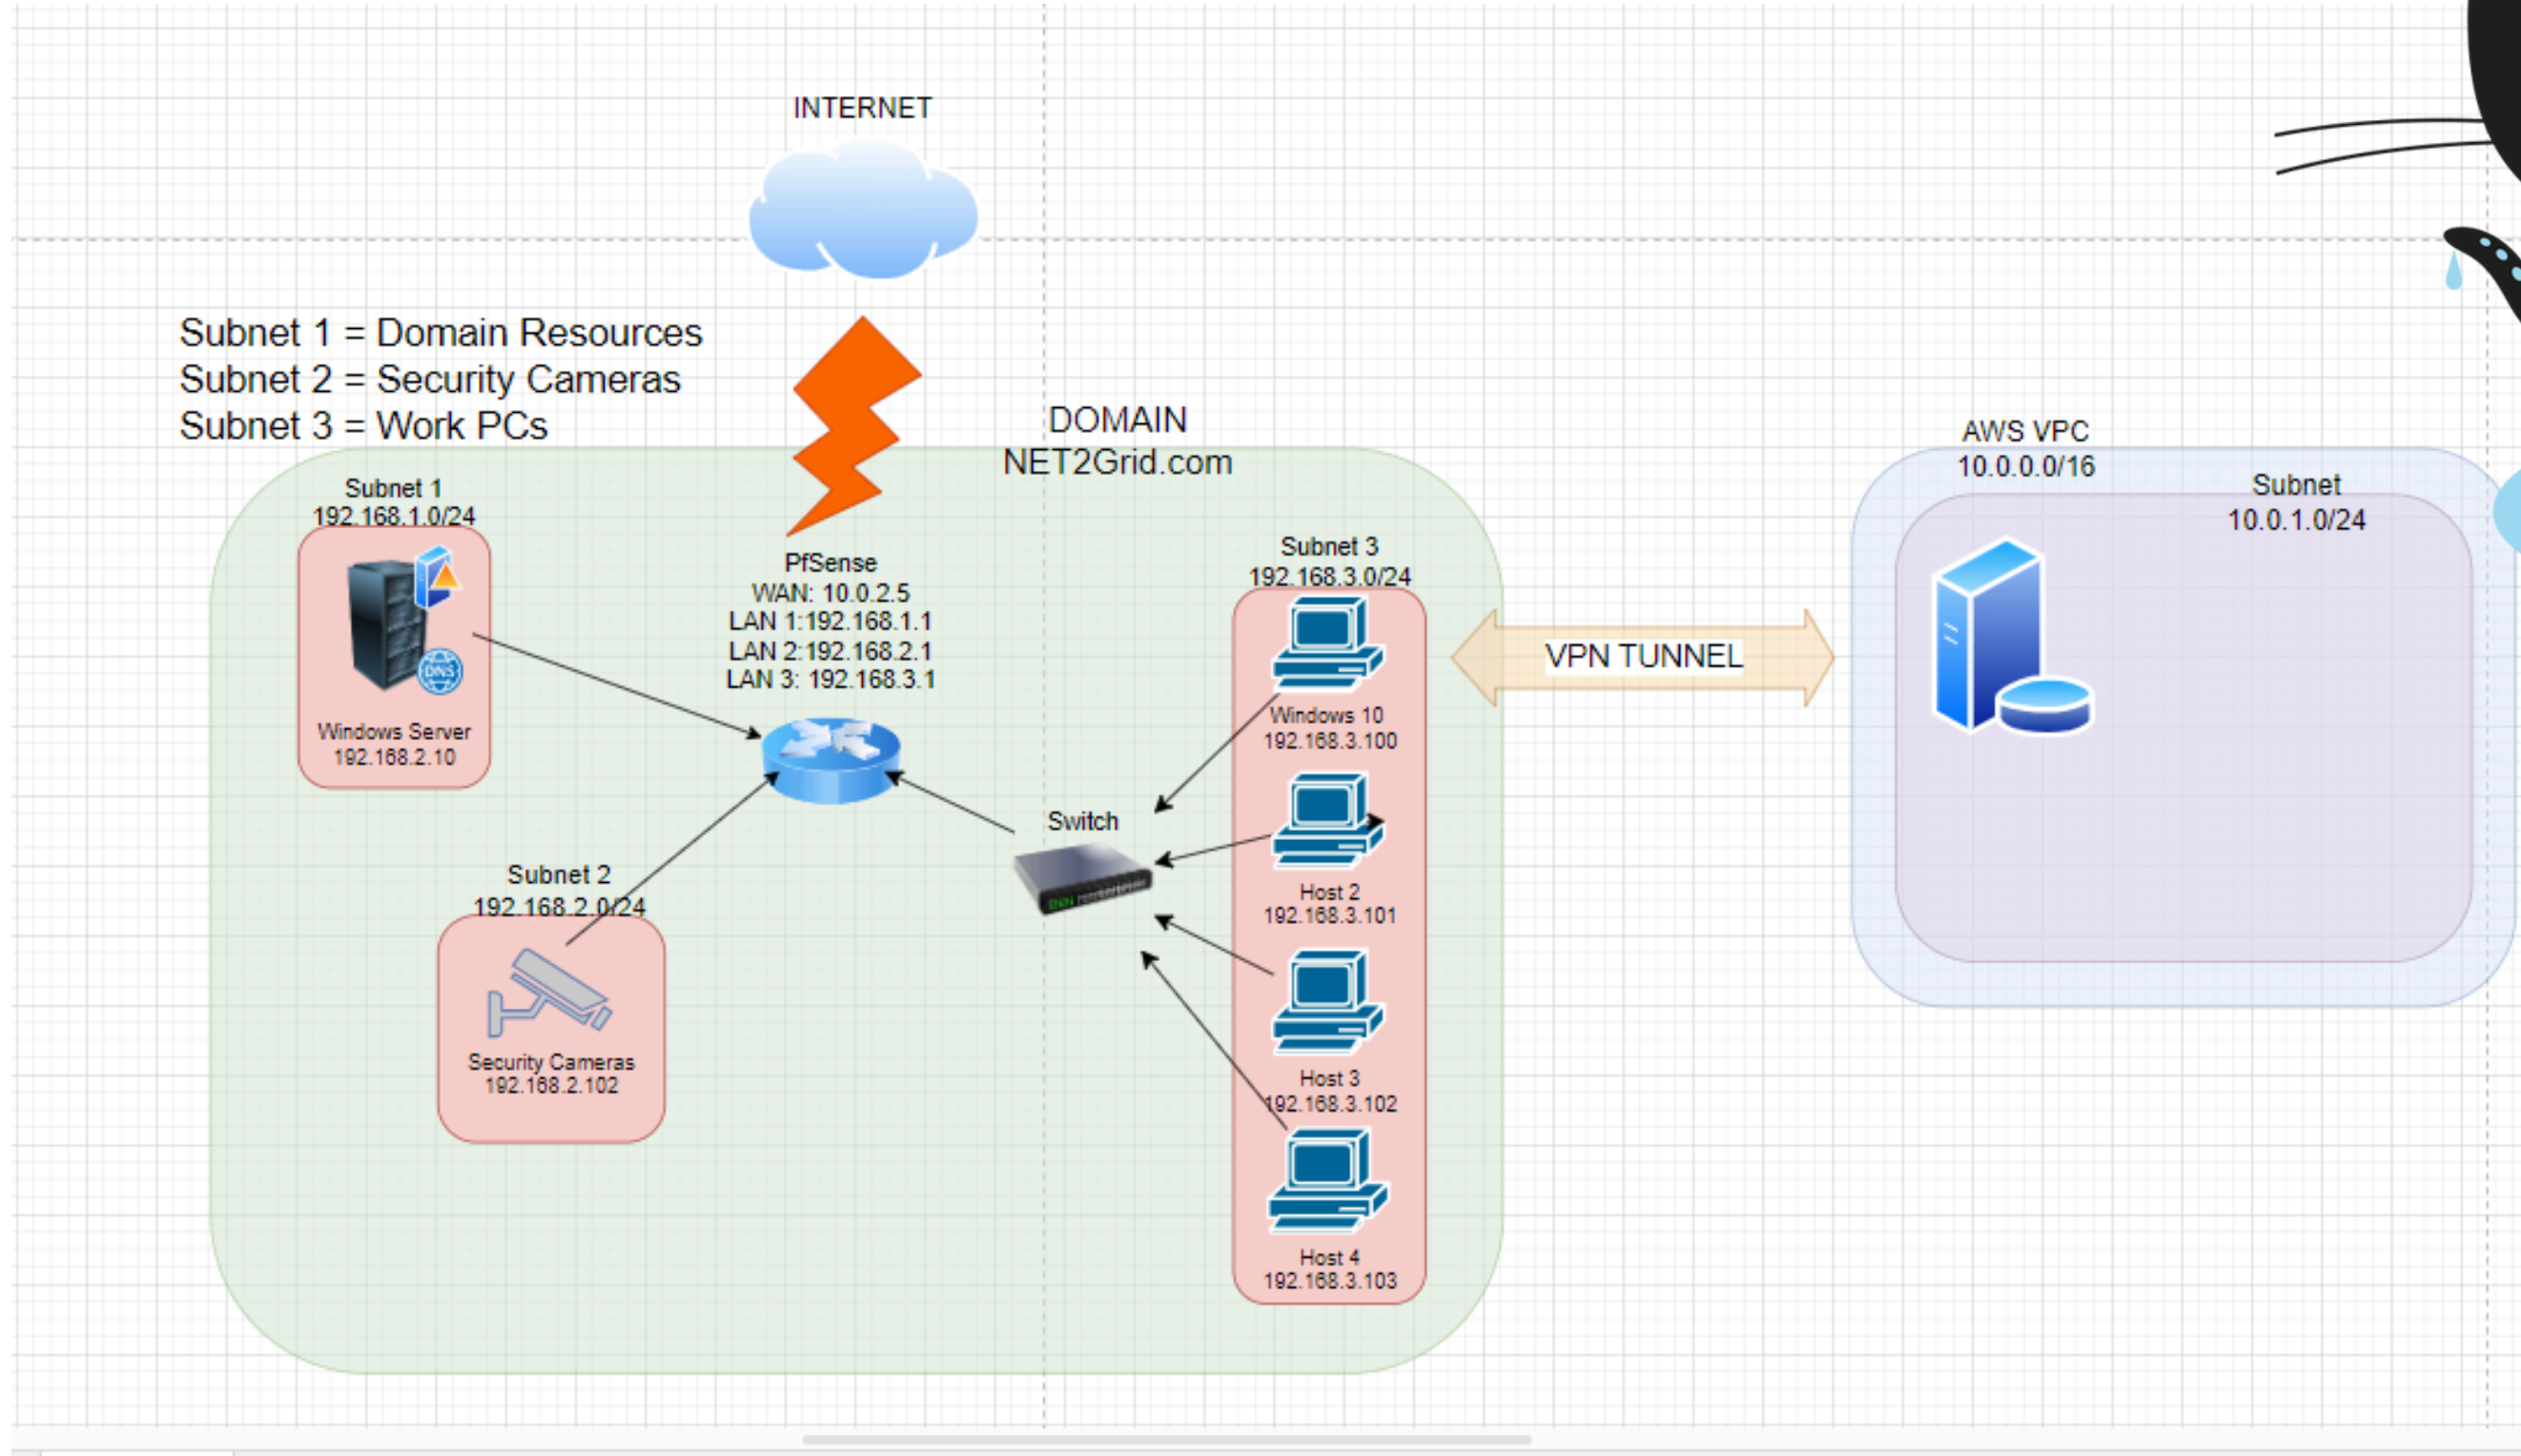 INTERNET
Subnet 1 = Domain Resources
Subnet 2 = Security Cameras
Subnet 3 = Work PCs
DOMAIN
NET2Grid.com
AWS VPC
10.0.0.0/16
Subnet
10.0.1.0/24
Subnet 1
192.168.1.0/24
DNS
Windows Server
192.168.2.10
PfSense
WAN: 10.0.2.5
LAN 1:192.168.1.1
LAN 2:192.168.2.1
LAN 3: 192.168.3.1
Subnet 3
192.168.3.0/24
VPN TUNNEL
Windows 10
192.168.3.100
Switch
Subnet 2
192.168.2.0/24
Host 2
192.168.3.101
Security Cameras
192.168.2.102
Host 3
192.168.3.102
Host 4
192.168.3.103